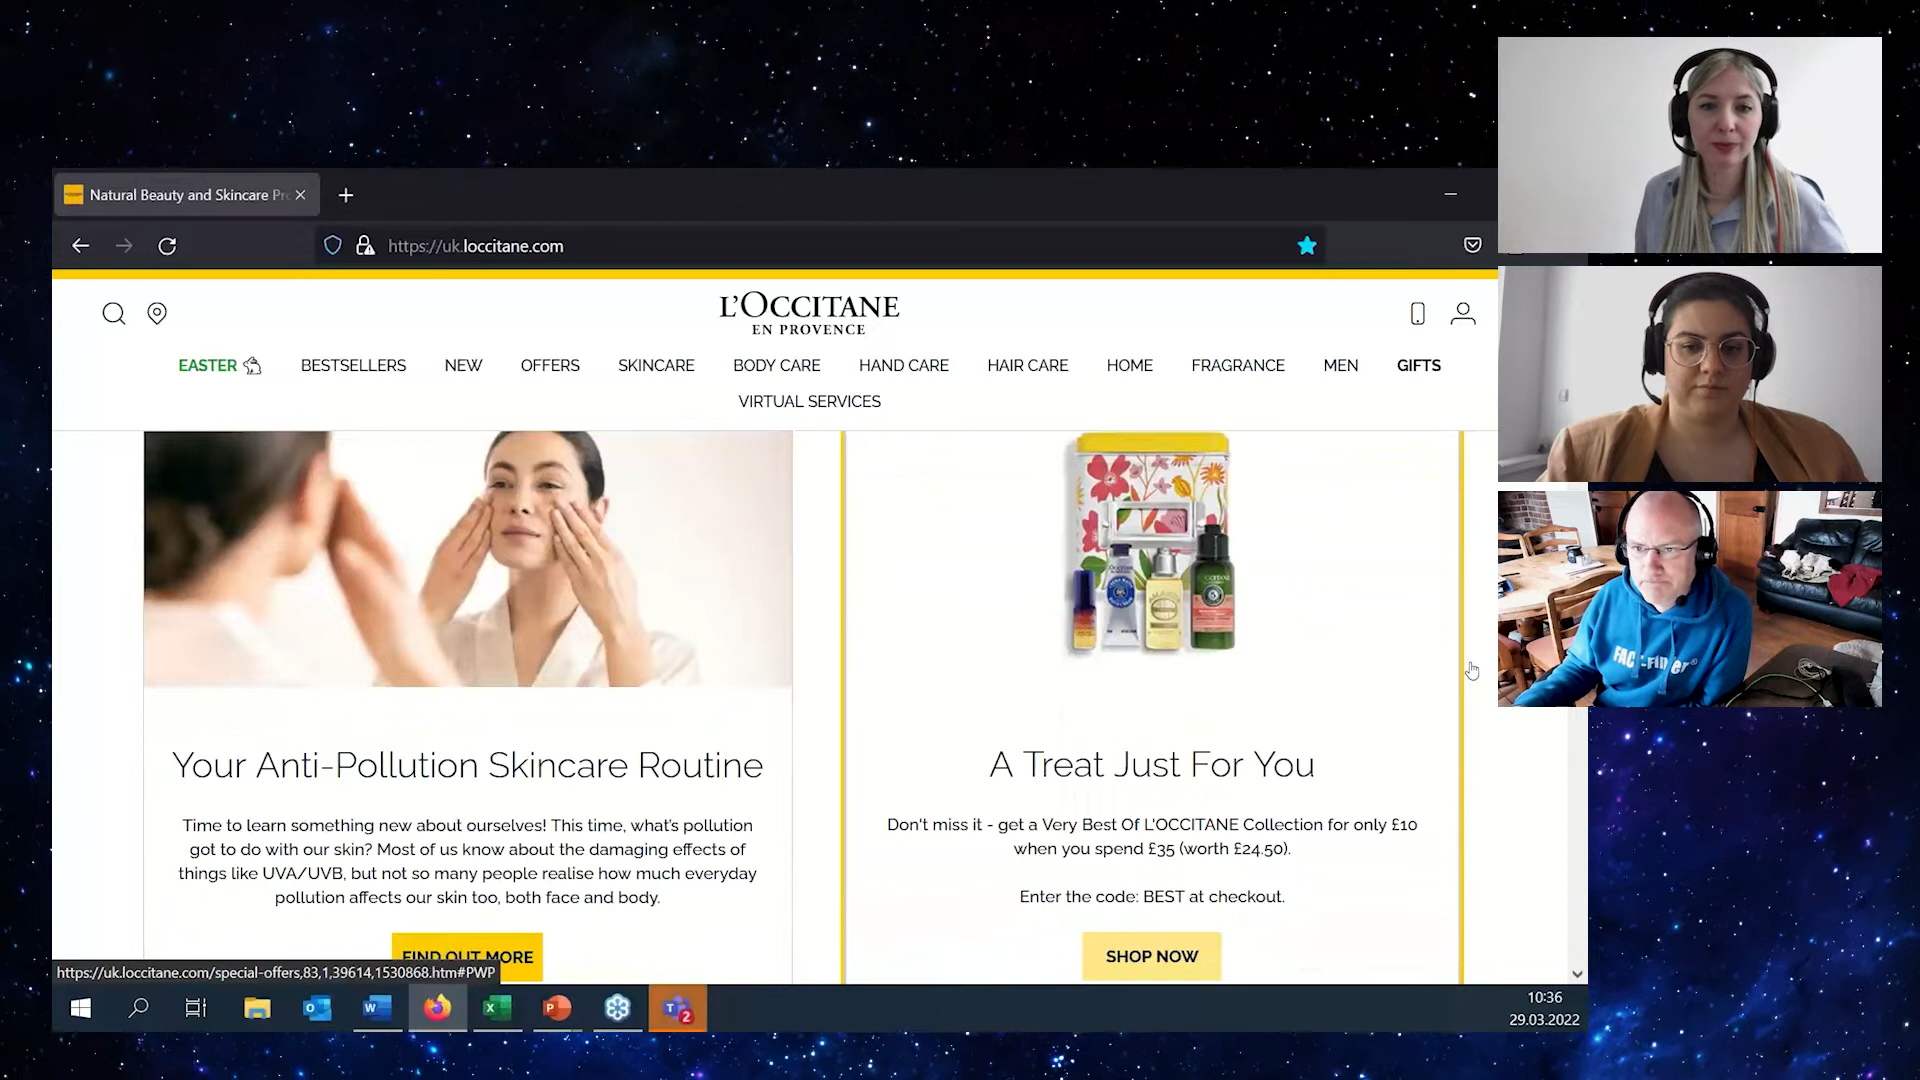 Natural Beauty and Skincare Pr
https://uk.loccitane.com
L'OCCITANE
EN PROVENCE
EASTER
BESTSELLERS
NEW
OFFERS
SKINCARE
BODY CARE
HAND CARE
HAIR CARE
HOME
FRAGRANCE
MEN
GIFTS
VIRTUAL SERVICES
FACT-Finder®
Your Anti-Pollution Skincare Routine
Time to learn something new about ourselves! This time, what's pollution
got to do with our skin? Most of us know about the damaging effects of
things like UVA/UVB, but not so many people realise how much everyday
pollution affects our skin too, both face and body.
FIND OUT MORE
A Treat Just For You
Don't miss it - get a Very Best Of L'OCCITANE Collection for only £10
when you spend £35 (worth £24.50).
Enter the code: BEST at checkout.
SHOP NOW
https://uk.loccitane.com/special-offers,83,1,39614,1530868.htm#PWP
2
10:36
29.03.2022